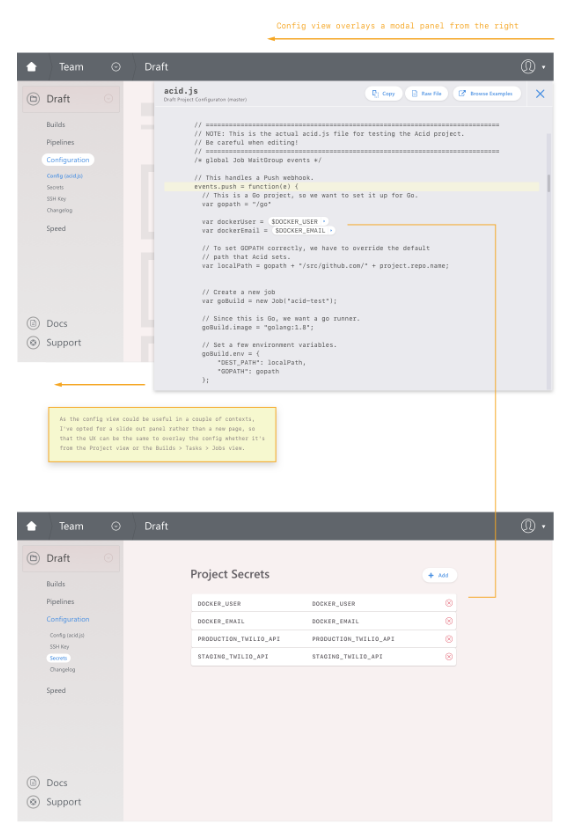 Config view overlays a modal panel from the right
Team
Draft
Draft
Builds
Pipelines
Configuration
Config (acid.js)
Secrets
SSH Key
Changelog
Speed
Docs
Support
acid.js
Draft Project Configuration (master)
Copy
Raw File
Browse Examples
// ============================================================================
// NOTE: This is the actual acid.js file for testing the Acid project.
// Be careful when editing!
// ============================================================================
/* global Job WaitGroup events */
// This handles a Push webhook.
events.push = function(e) {
// This is a Go project, so we want to set it up for Go.
var gopath = "/go"
var dockerUser = $DOCKER_USER
var dockerEmail = $DOCKER_EMAIL
// To set GOPATH correctly, we have to override the default
// path that Acid sets.
var localPath = gopath + "/src/github.com/" + project.repo.name;
// Create a new job
var goBuild = new Job("acid-test");
// Since this is Go, we want a go runner.
goBuild.image = "golang:1.8";
// Set a few environment variables.
goBuild.env = {
"DEST_PATH": localPath,
"GOPATH": gopath
};
As the config view could be useful in a couple of contexts,
I've opted for a slide out panel rather than a new page, so
that the UX can be the same to overlay the config whether it's
from the Project view or the Builds > Tasks > Jobs view.
Team
Draft
Draft
Builds
Pipelines
Configuration
Config (acid.js)
SSH Key
Secrets
Changelog
Speed
Docs
Support
Project Secrets
+ Add
DOCKER_USER DOCKER_USER
DOCKER_EMAIL DOCKER_EMAIL
PRODUCTION_TWILIO_API PRODUCTION_TWILIO_API
STAGING_TWILIO_API STAGING_TWILIO_API